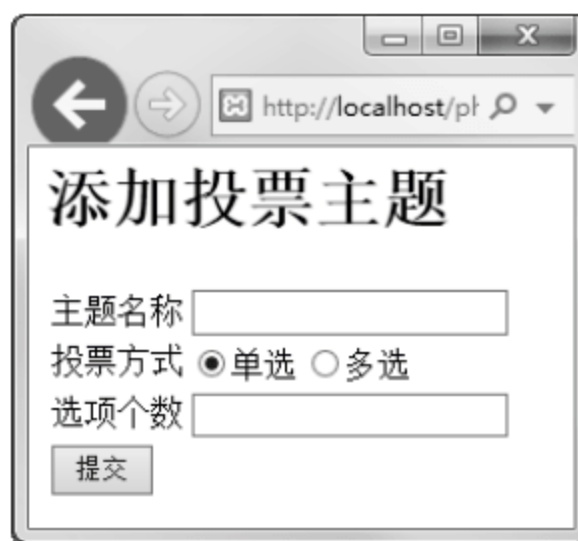 http://localhost/ph
添加投票主题
主题名称
投票方式 单选 多选
选项个数
提交